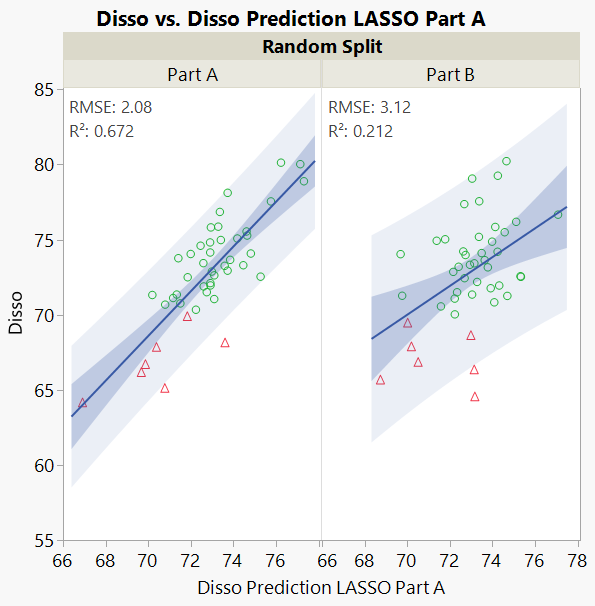 Disso vs. Disso Prediction LASSO Part A
Random Split
Part A Part B
RMSE: 2.08 RMSE: 3.12
R²: 0.672 R²: 0.212
85
80
75
70
65
60
55
Disso
66 68 70 72 74 76 66 68 70 72 74 76 78
Disso Prediction LASSO Part A